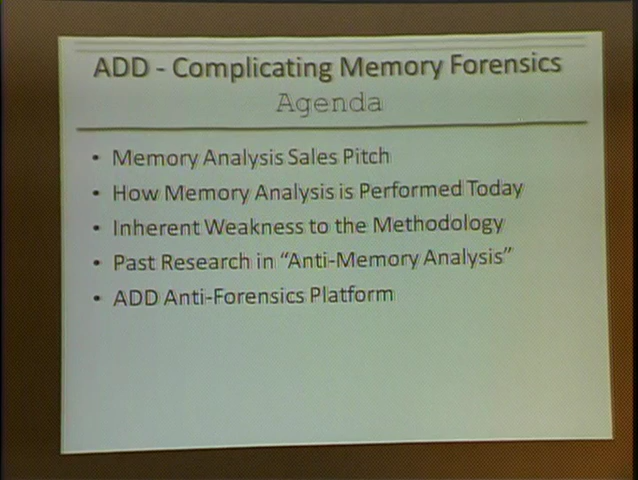 ADD - Complicating Memory Forensics
Agenda
• Memory Analysis Sales Pitch
• How Memory Analysis is Performed Today
• Inherent Weakness to the Methodology
• Past Research in “Anti-Memory Analysis”
• ADD Anti-Forensics Platform